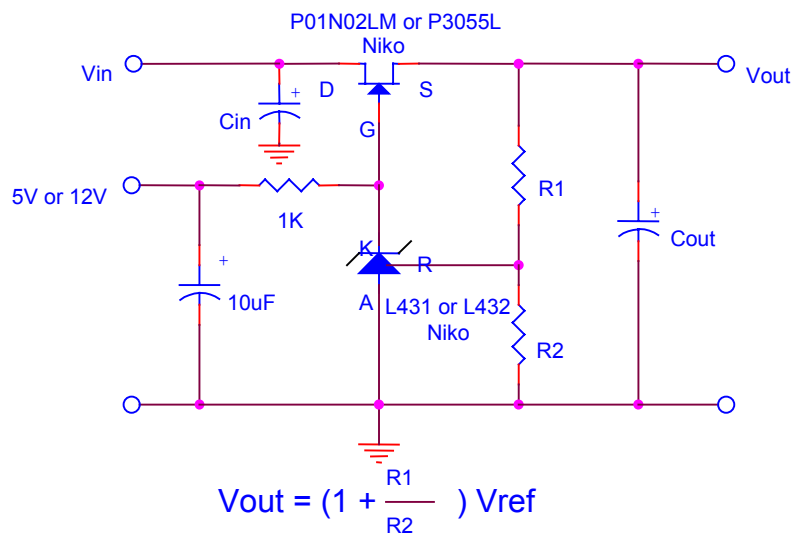 P01N02LM or P3055L
Niko
Vin
D
S
Vout
+
Cin
G
5V or 12V
1K
R1
+
Cout
K
R
+
10uF
A
L431 or L432
Niko
R2
Vout = (1 + R1 / R2 ) Vref